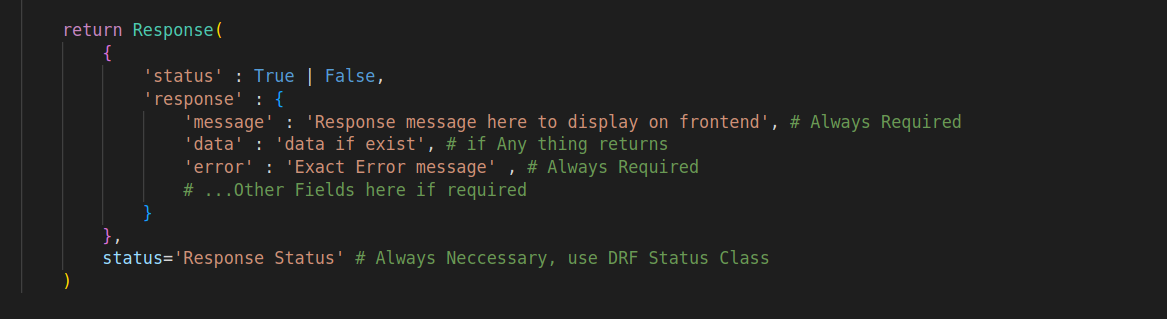 return Response(
{
'status' : True | False,
'response' : {
'message' : 'Response message here to display on frontend', # Always Required
'data' : 'data if exist', # if Any thing returns
'error' : 'Exact Error message' , # Always Required
# ...Other Fields here if required
}
},
status='Response Status' # Always Neccessary, use DRF Status Class
)